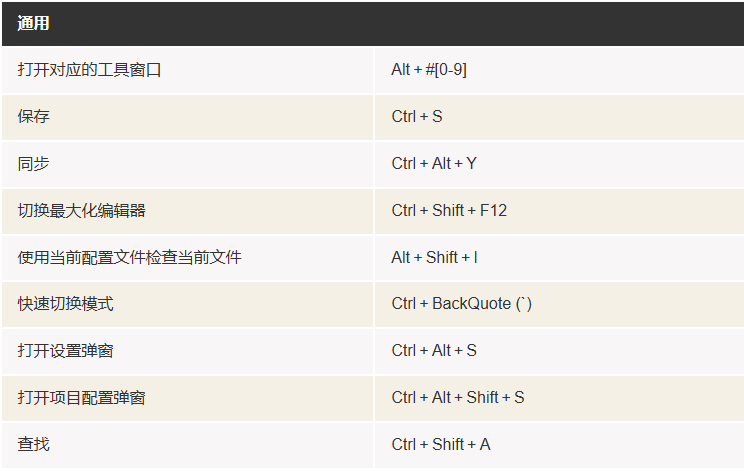 通用
打开对应的工具窗口 Alt + #[0-9]
保存 Ctrl + S
同步 Ctrl + Alt + Y
切换最大化编辑器 Ctrl + Shift + F12
使用当前配置文件检查当前文件 Alt + Shift + I
快速切换模式 Ctrl + BackQuote (`)
打开设置弹窗 Ctrl + Alt + S
打开项目配置弹窗 Ctrl + Alt + Shift + S
查找 Ctrl + Shift + A